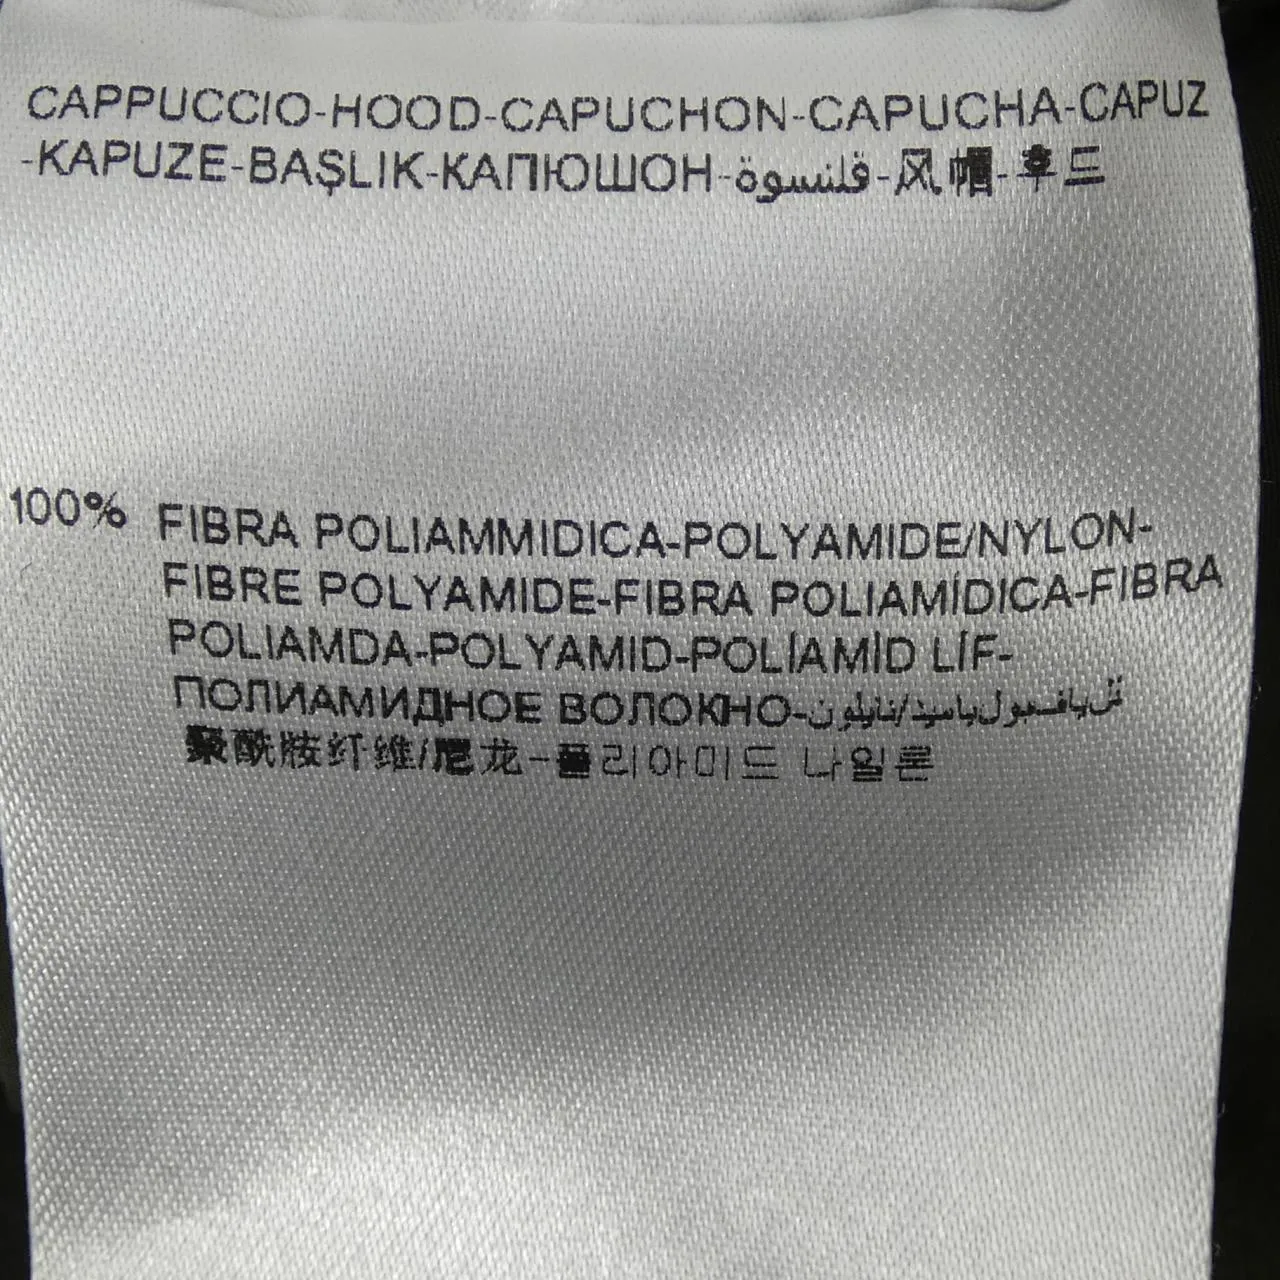 CAPPUCCIO-HOOD-CAPUCHON-CAPUCHA-CAPUZ
-KAPUZE-BAŞLIK-КАПЮШОН-قلنسوة-风帽-후드
100% FIBRA POLIAMMIDICA-POLYAMIDE/NYLON-
FIBRE POLYAMIDE-FIBRA POLIAMÍDICA-FIBRA
POLIAMDA-POLYAMID-POLİAMİD LİF-
ПОЛИАМИДНОЕ ВОЛОКНО-
聚酰胺纤维/尼龙-폴리아미드 나일론